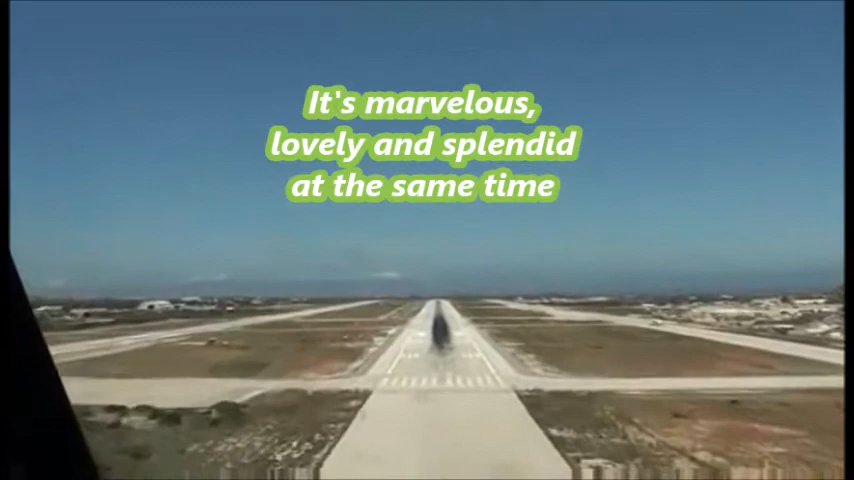 It's marvelous,
lovely and splendid
at the same time